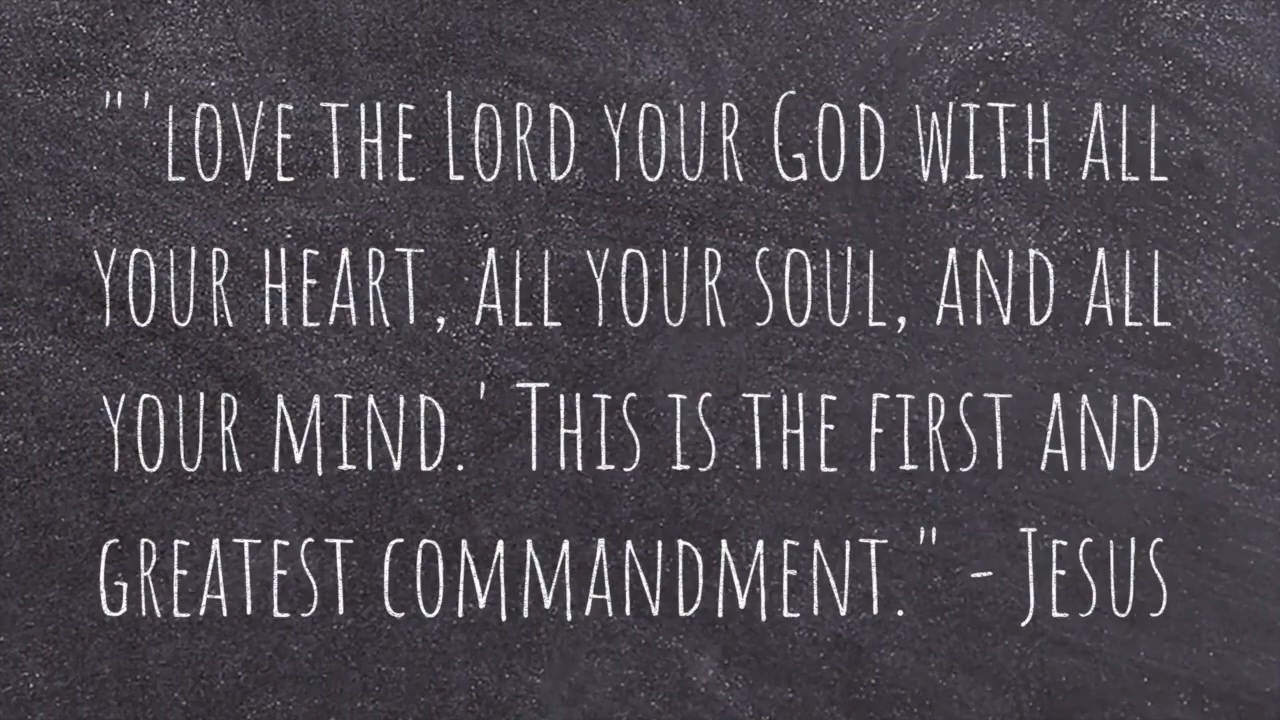 "'love the Lord your God with all
your heart, all your soul, and all
your mind.' This is the first and
greatest commandment." - Jesus